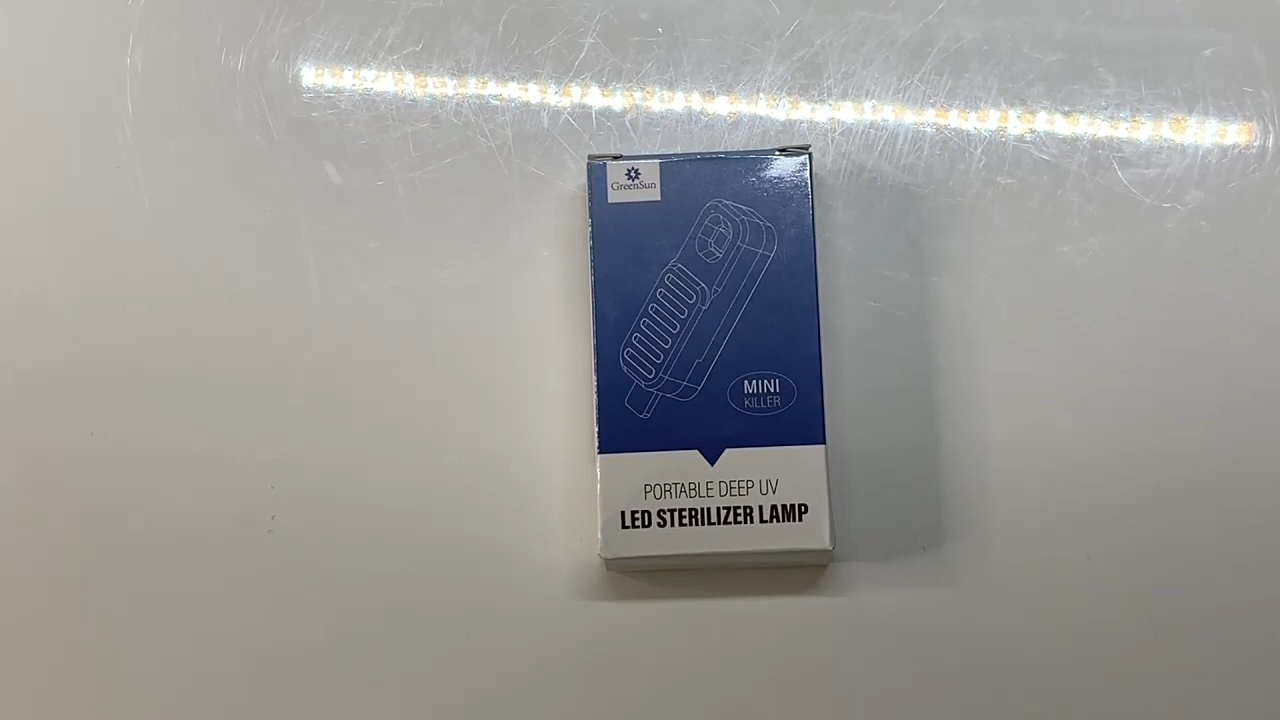 GreenSun
MINI
KILLER
PORTABLE DEEP UV
LED STERILIZER LAMP